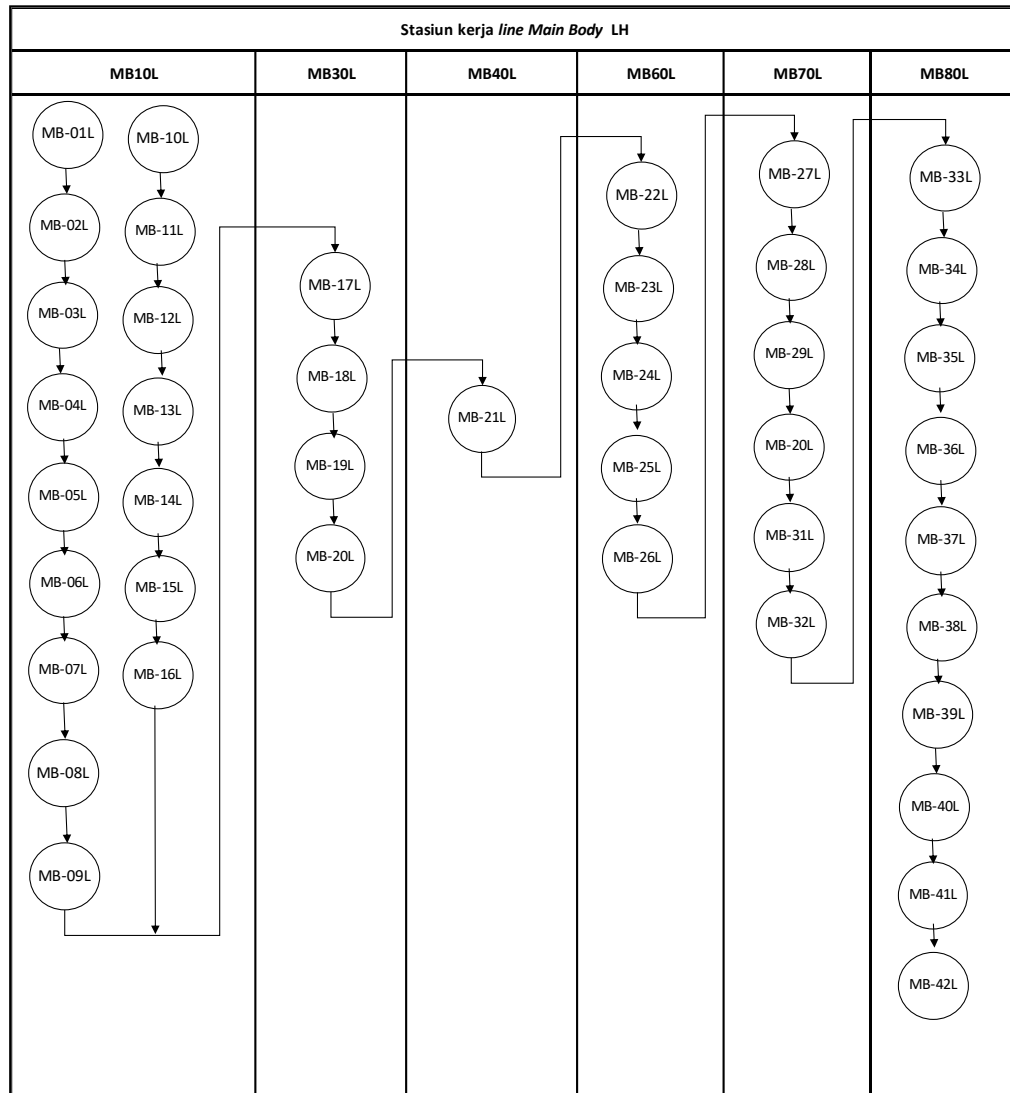 Stasiun kerja line Main Body LH
MB10L
MB30L
MB40L
MB60L
MB70L
MB80L
MB-01L
MB-02L
MB-03L
MB-04L
MB-05L
MB-06L
MB-07L
MB-08L
MB-09L
MB-10L
MB-11L
MB-12L
MB-13L
MB-14L
MB-15L
MB-16L
MB-17L
MB-18L
MB-19L
MB-20L
MB-21L
MB-22L
MB-23L
MB-24L
MB-25L
MB-26L
MB-27L
MB-28L
MB-29L
MB-20L
MB-31L
MB-32L
MB-33L
MB-34L
MB-35L
MB-36L
MB-37L
MB-38L
MB-39L
MB-40L
MB-41L
MB-42L